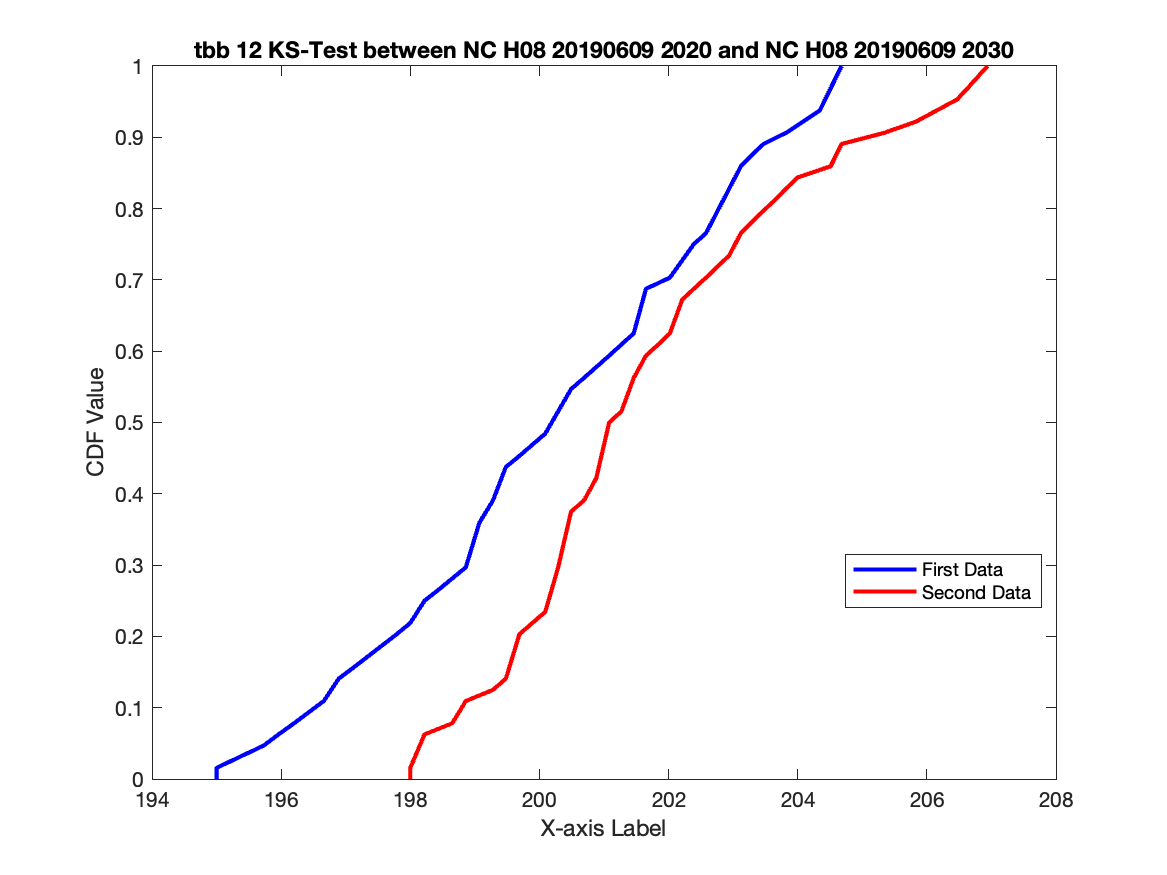 tbb 12 KS-Test between NC H08 20190609 2020 and NC H08 20190609 2030
1
0.9
0.8
0.7
0.6
0.5
0.4
0.3
0.2
0.1
0
CDF Value
First Data
Second Data
194 196 198 200 202 204 206 208
X-axis Label